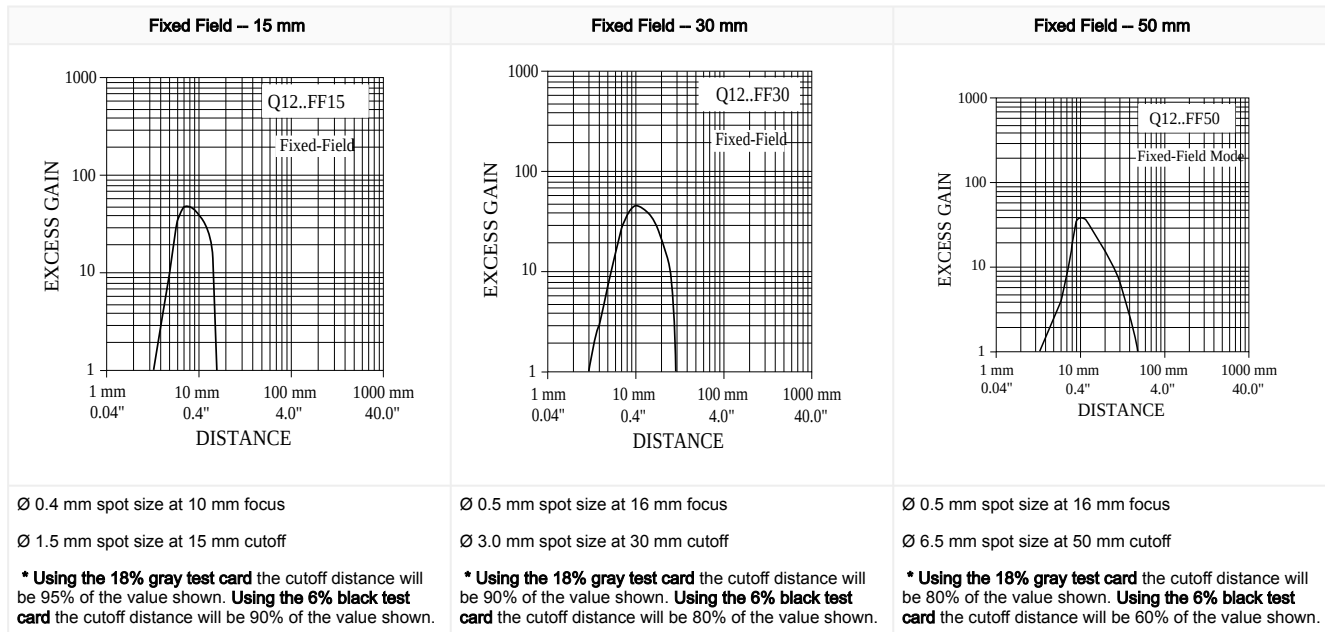 Fixed Field -- 15 mm
Fixed Field -- 30 mm
Fixed Field -- 50 mm
Q12..FF15
Fixed-Field
EXCESS GAIN
1000
100
10
1
1 mm
0.04"
10 mm
0.4"
100 mm
4.0"
1000 mm
40.0"
DISTANCE
Q12..FF30
Fixed-Field
EXCESS GAIN
1000
100
10
1
1 mm
0.04"
10 mm
0.4"
100 mm
4.0"
1000 mm
40.0"
DISTANCE
Q12..FF50
Fixed-Field Mode
EXCESS GAIN
1000
100
10
1
1 mm
0.04"
10 mm
0.4"
100 mm
4.0"
1000 mm
40.0"
DISTANCE
Ø 0.4 mm spot size at 10 mm focus
Ø 1.5 mm spot size at 15 mm cutoff
* Using the 18% gray test card the cutoff distance will
be 95% of the value shown. Using the 6% black test
card the cutoff distance will be 90% of the value shown.
Ø 0.5 mm spot size at 16 mm focus
Ø 3.0 mm spot size at 30 mm cutoff
* Using the 18% gray test card the cutoff distance will
be 90% of the value shown. Using the 6% black test
card the cutoff distance will be 80% of the value shown.
Ø 0.5 mm spot size at 16 mm focus
Ø 6.5 mm spot size at 50 mm cutoff
* Using the 18% gray test card the cutoff distance will
be 80% of the value shown. Using the 6% black test
card the cutoff distance will be 60% of the value shown.